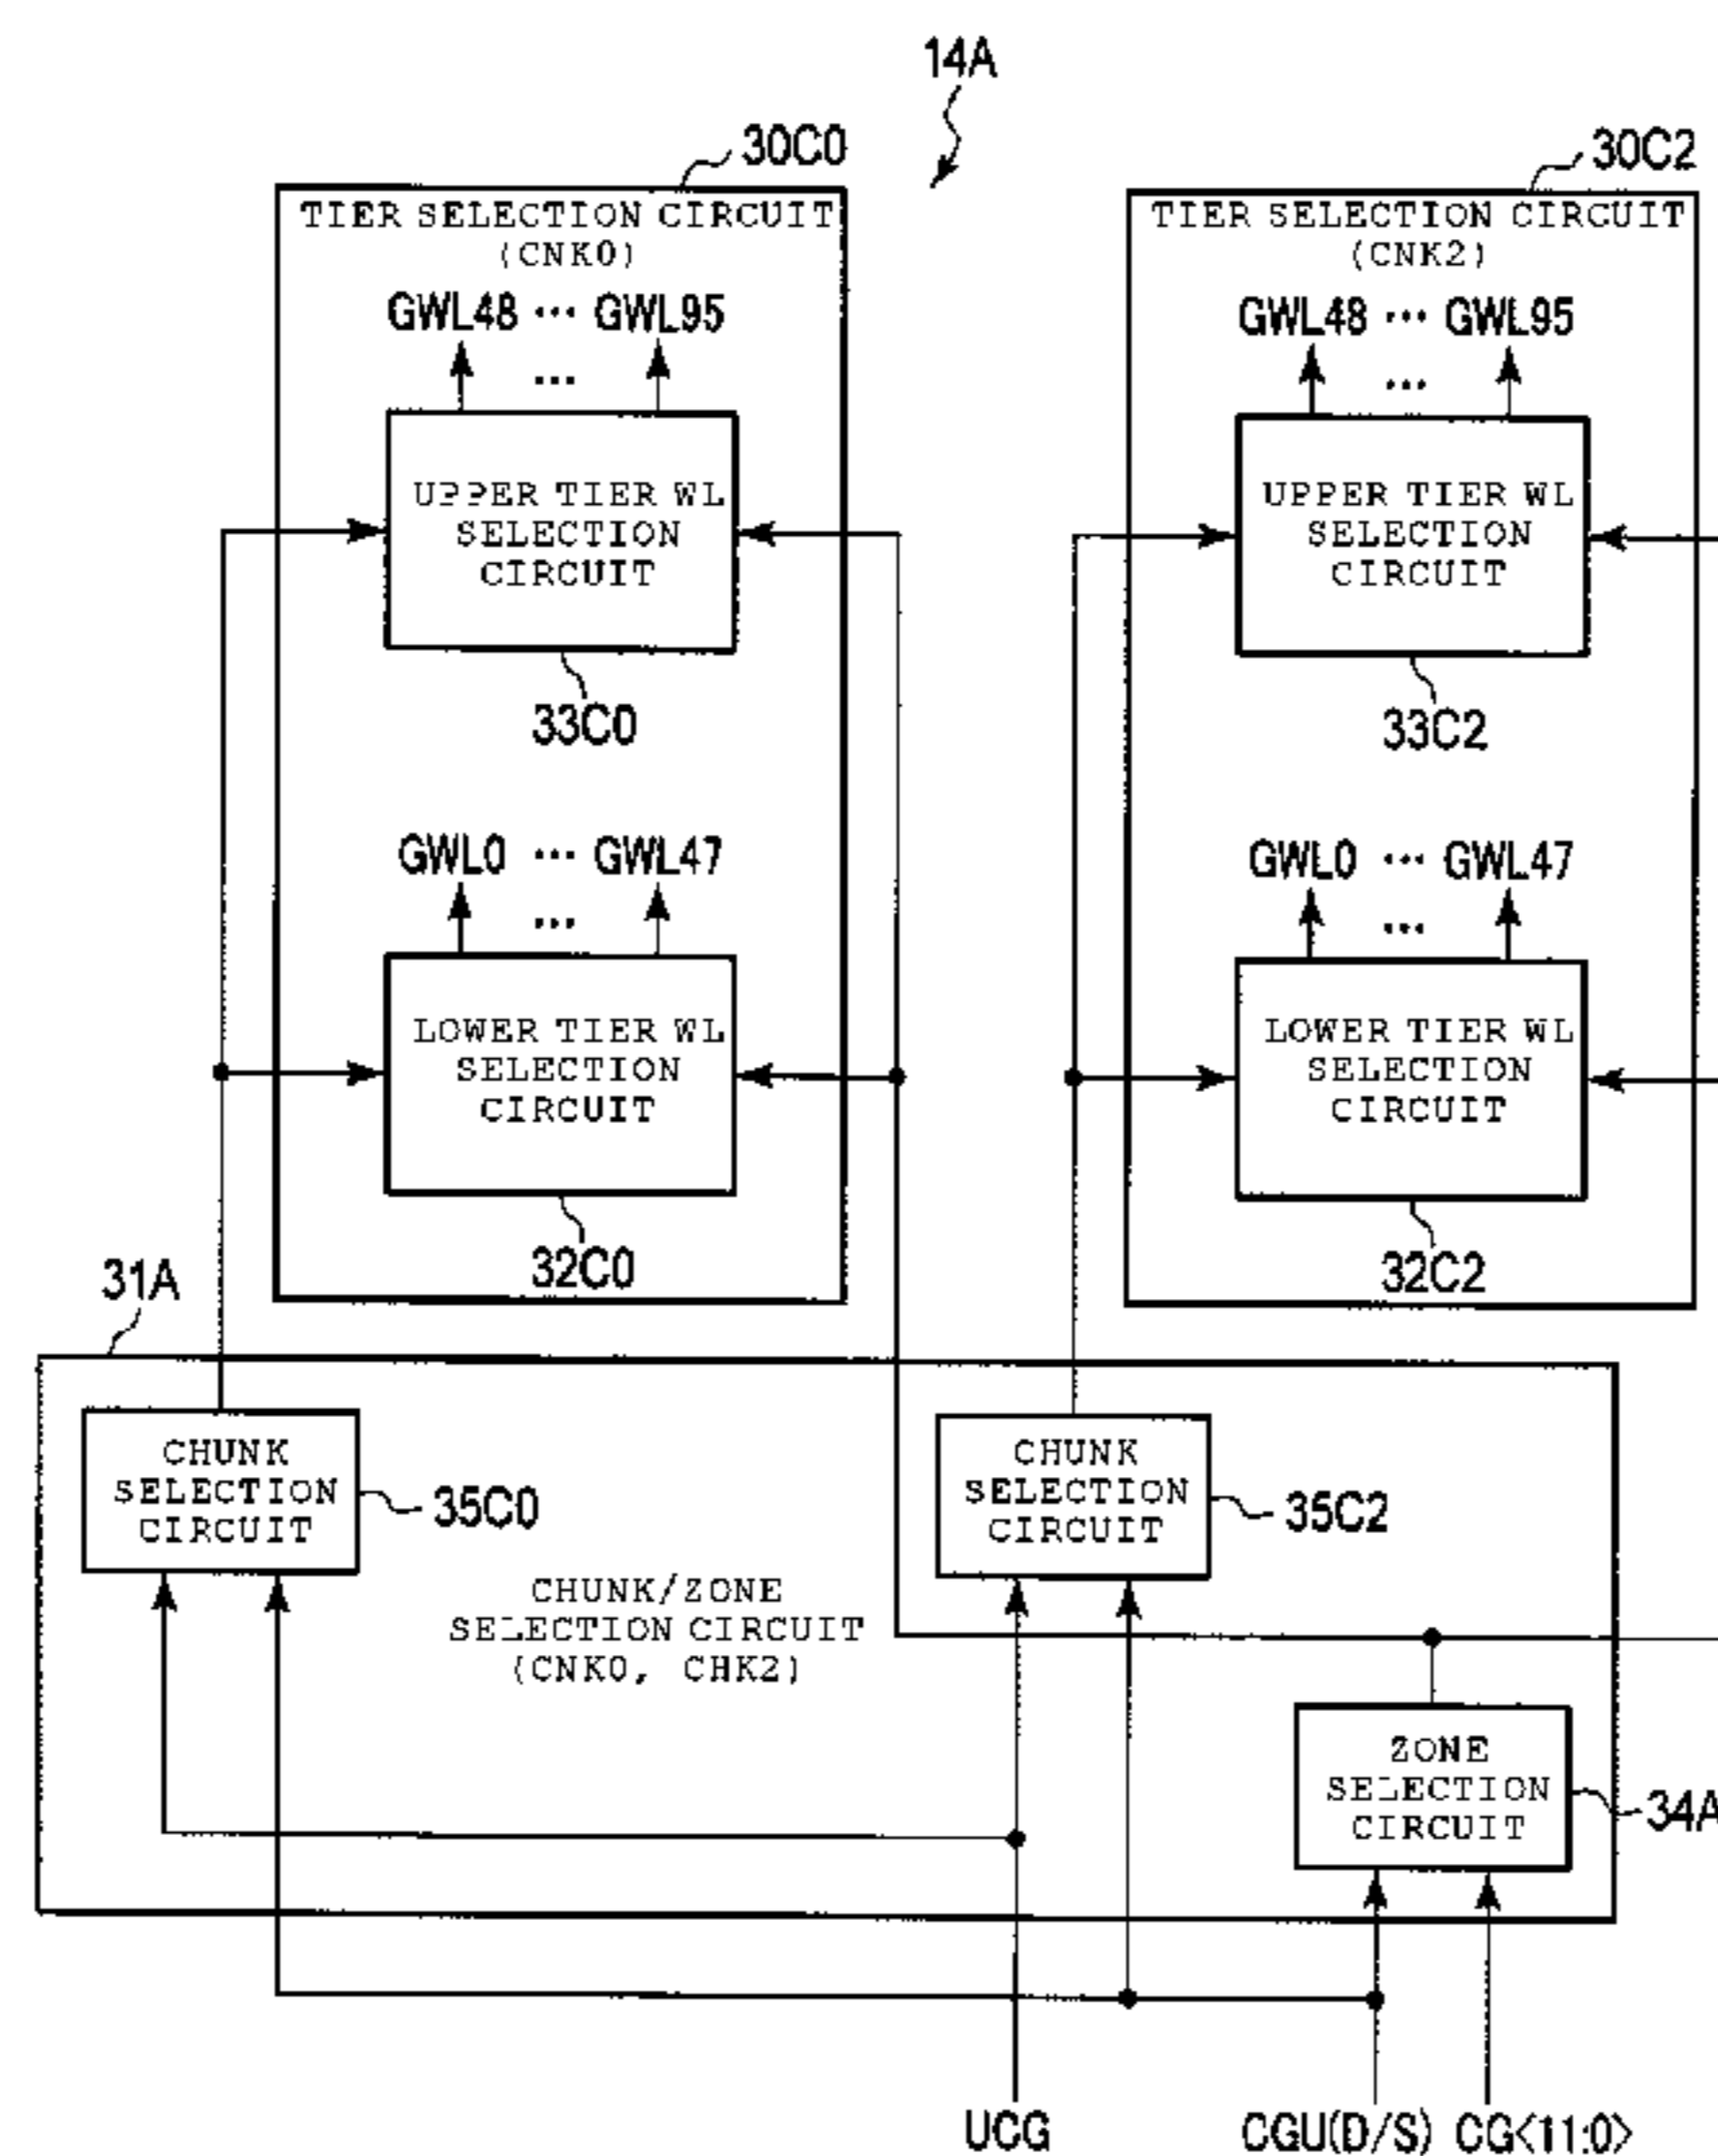 14A
30C0
30C2
TIER SELECTION CIRCUIT
(CNK0)
GWL48 ... GWL95
...
UPPER TIER WL
SELECTION
CIRCUIT
33C0
GWL0 ... GWL47
...
LOWER TIER WL
SELECTION
CIRCUIT
32C0
TIER SELECTION CIRCUIT
(CNK2)
GWL48 ... GWL95
...
UPPER TIER WL
SELECTION
CIRCUIT
33C2
GWL0 ... GWL47
...
LOWER TIER WL
SELECTION
CIRCUIT
32C2
31A
CHUNK
SELECTION
CIRCUIT
35C0
CHUNK/ZONE
SELECTION CIRCUIT
(CNK0, CHK2)
CHUNK
SELECTION
CIRCUIT
35C2
ZONE
SELECTION
CIRCUIT
34A
UCG
CGU(D/S)
CG<11:0>